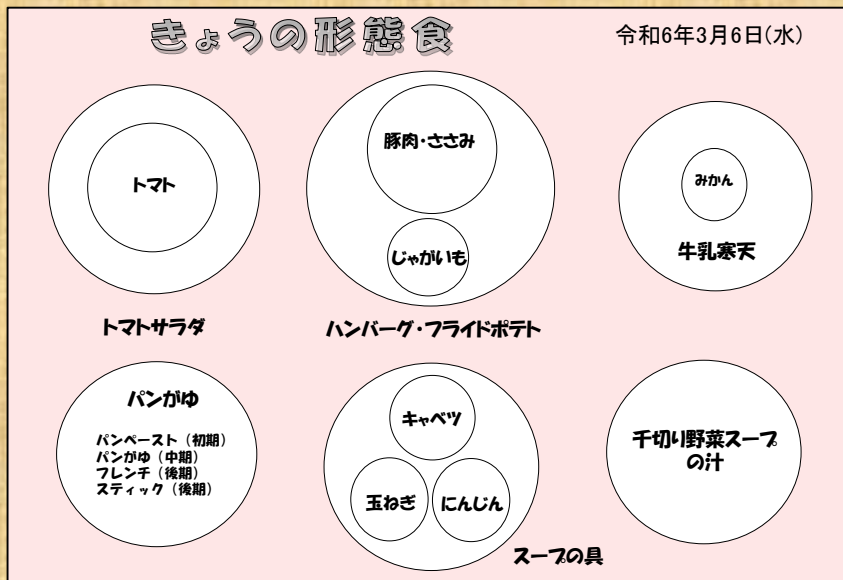 きょうの形態食
令和6年3月6日(水)
トマト
トマトサラダ
豚肉・ささみ
じゃがいも
ハンバーグ・フライドポテト
みかん
牛乳寒天
パンがゆ
パンペースト（初期）
パンがゆ（中期）
フレンチ（後期）
スティック（後期）
キャベツ
玉ねぎ
にんじん
スープの具
千切り野菜スープ
の汁